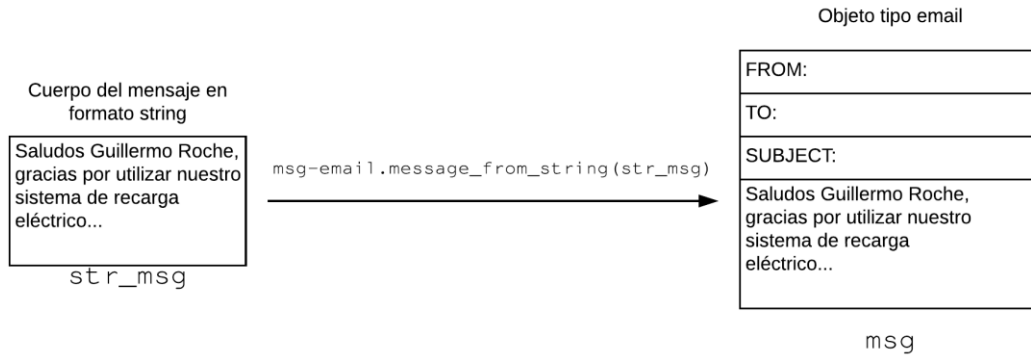 Objeto tipo email
Cuerpo del mensaje en
formato string
Saludos Guillermo Roche,
gracias por utilizar nuestro
sistema de recarga
eléctrico...
str_msg
msg-email.message_from_string(str_msg)
FROM:
TO:
SUBJECT:
Saludos Guillermo Roche,
gracias por utilizar nuestro
sistema de recarga
eléctrico...
msg